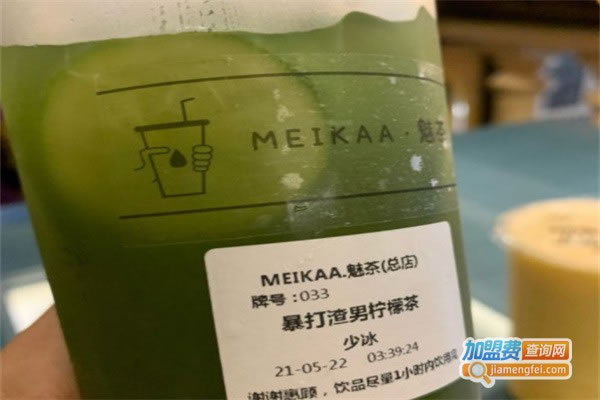 MEIKAA·魅茶
MEIKAA.魅茶(总店)
牌号:033
暴打渣男柠檬茶
少冰
21-05-22 03:39:24
谢谢惠顾,饮品尽量1小时内饮
加盟费查询网
jiamengfei.com